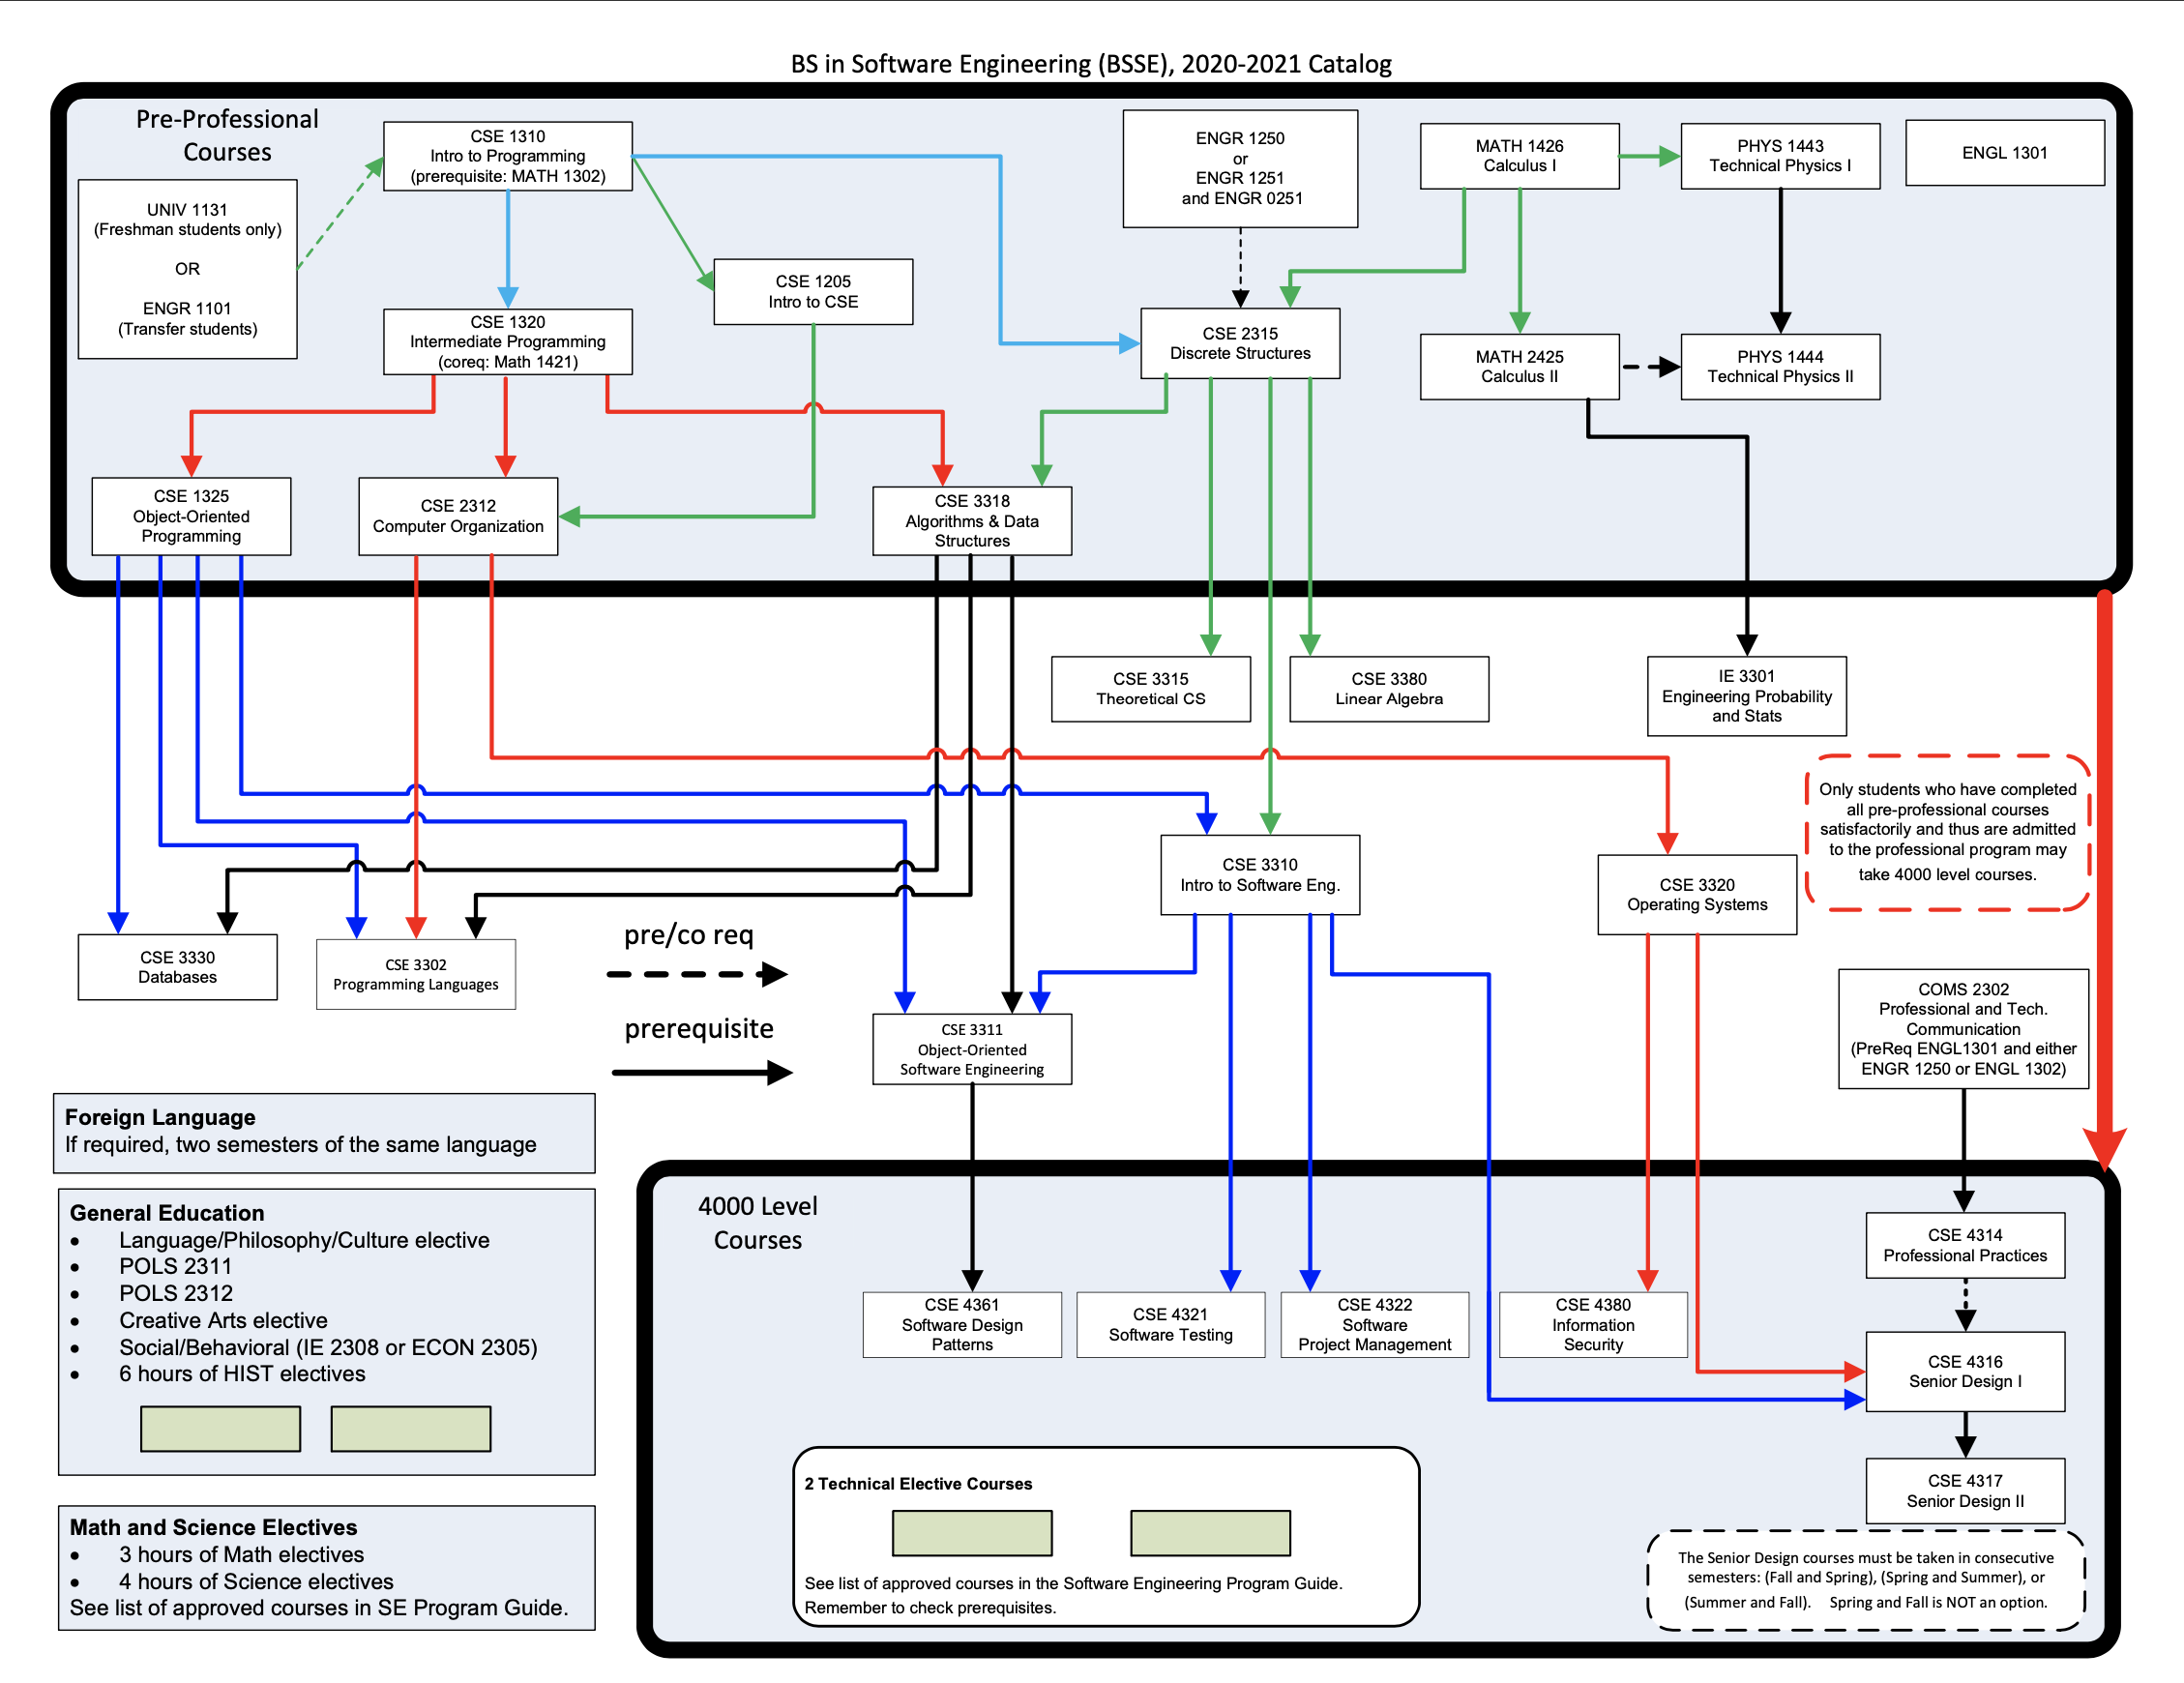 BS in Software Engineering (BSSE), 2020-2021 Catalog
Pre-Professional
Courses
CSE 1310
Intro to Programming
(prerequisite: MATH 1302)
ENGR 1250
or
ENGR 1251
and ENGR 0251
MATH 1426
Calculus I
PHYS 1443
Technical Physics I
ENGL 1301
UNIV 1131
(Freshman students only)
OR
ENGR 1101
(Transfer students)
CSE 1205
Intro to CSE
CSE 1320
Intermediate Programming
(coreq: Math 1421)
CSE 2315
Discrete Structures
MATH 2425
Calculus II
PHYS 1444
Technical Physics II
CSE 1325
Object-Oriented
Programming
CSE 2312
Computer Organization
CSE 3318
Algorithms & Data
Structures
CSE 3315
Theoretical CS
CSE 3380
Linear Algebra
IE 3301
Engineering Probability
and Stats
Only students who have completed
all pre-professional courses
satisfactorily and thus are admitted
to the professional program may
take 4000 level courses.
CSE 3310
Intro to Software Eng.
CSE 3320
Operating Systems
CSE 3330
Databases
CSE 3302
Programming Languages
pre/co req
prerequisite
CSE 3311
Object-Oriented
Software Engineering
COMS 2302
Professional and Tech.
Communication
(PreReq ENGL1301 and either
ENGR 1250 or ENGL 1302)
Foreign Language
If required, two semesters of the same language
General Education
• Language/Philosophy/Culture elective
• POLS 2311
• POLS 2312
• Creative Arts elective
• Social/Behavioral (IE 2308 or ECON 2305)
• 6 hours of HIST electives
Math and Science Electives
• 3 hours of Math electives
• 4 hours of Science electives
See list of approved courses in SE Program Guide.
4000 Level
Courses
CSE 4314
Professional Practices
CSE 4361
Software Design
Patterns
CSE 4321
Software Testing
CSE 4322
Software
Project Management
CSE 4380
Information
Security
CSE 4316
Senior Design I
CSE 4317
Senior Design II
2 Technical Elective Courses
See list of approved courses in the Software Engineering Program Guide.
Remember to check prerequisites.
The Senior Design courses must be taken in consecutive
semesters: (Fall and Spring), (Spring and Summer), or
(Summer and Fall). Spring and Fall is NOT an option.